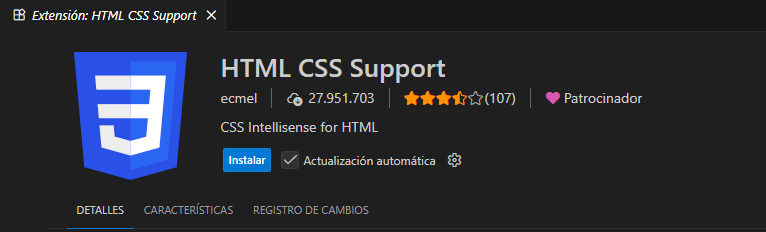 Extensión: HTML CSS Support
HTML CSS Support
ecmel 27.951.703 (107) Patrocinador
CSS Intellisense for HTML
Instalar Actualización automática
DETALLES CARACTERÍSTICAS REGISTRO DE CAMBIOS